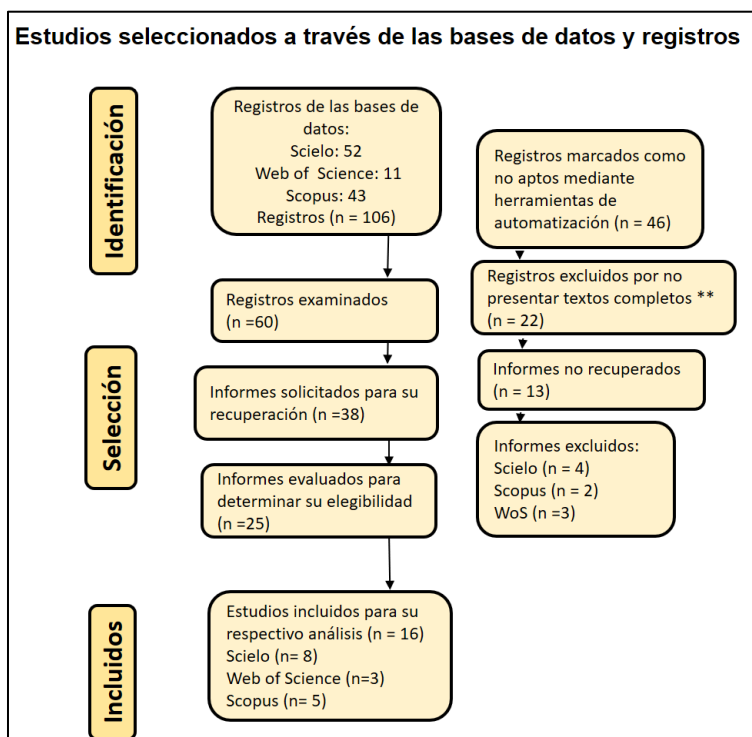 Estudios seleccionados a través de las bases de datos y registros
Identificación
Registros de las bases de
datos:
Scielo: 52
Web of Science: 11
Scopus: 43
Registros (n = 106)
Registros marcados como
no aptos mediante
herramientas de
automatización (n = 46)
Registros examinados
(n =60)
Registros excluidos por no
presentar textos completos **
(n = 22)
Selección
Informes solicitados para su
recuperación (n =38)
Informes no recuperados
(n = 13)
Informes evaluados para
determinar su elegibilidad
(n =25)
Informes excluidos:
Scielo (n = 4)
Scopus (n = 2)
WoS (n =3)
Incluidos
Estudios incluidos para su
respectivo análisis (n = 16)
Scielo (n= 8)
Web of Science (n=3)
Scopus (n= 5)